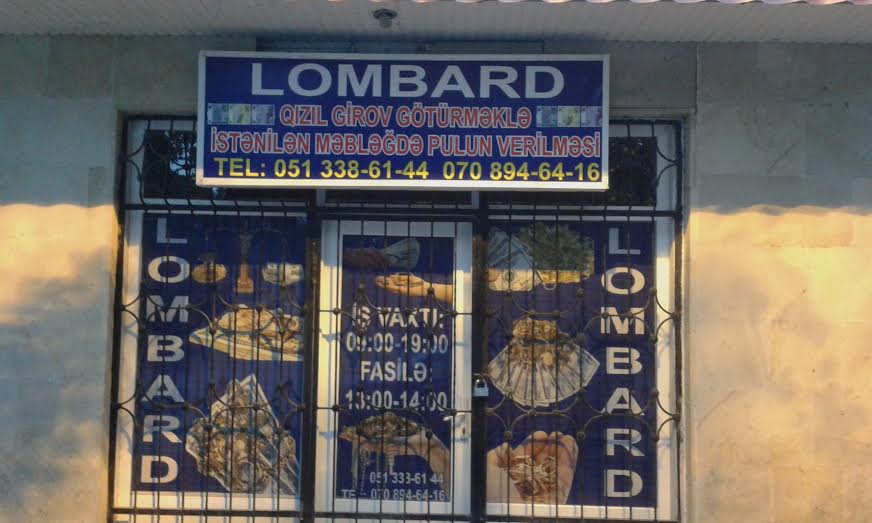 LOMBARD
QIZIL GİROV GÖTÜRMƏKLƏ
İSTƏNİLƏN MƏBLƏĞDƏ PULUN VERİLMƏSİ
TEL: 051 338-61-44 070 894-64-16
LOMBARD
İŞ VAXTI:
09:00-19:00
FASİLƏ:
13:00-14:00
051 338-61-44
TEL: 070 894-64-16
LOMBARD